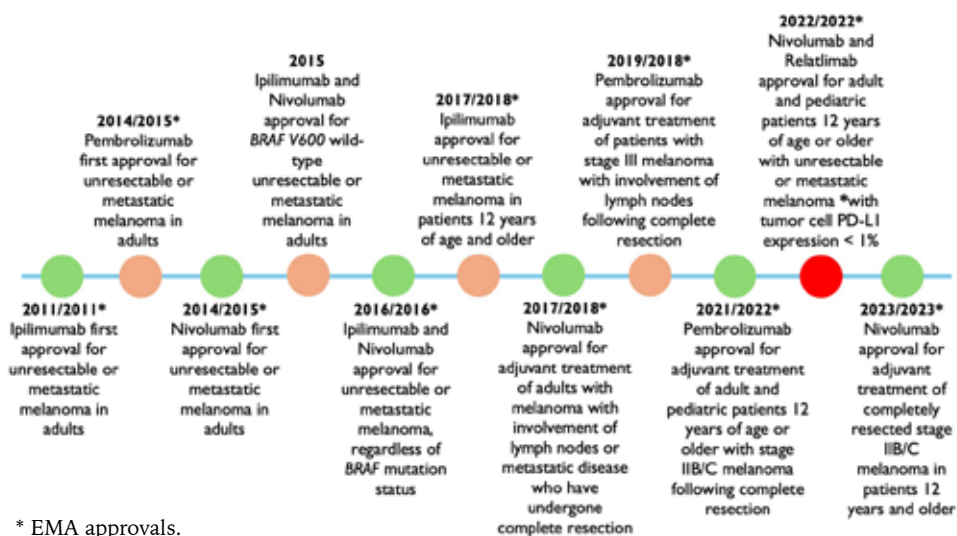 2014/2015*
Pembrolizumab
first approval for
unresectable or
metastatic
melanoma in
adults
2015
Ipilimumab and
Nivolumab
approval for
BRAF V600 wild-
type
unresectable or
metastatic
melanoma in
adults
2017/2018*
Ipilimumab
approval for
unresectable or
metastatic
melanoma in
patients 12 years
of age and older
2019/2018*
Pembrolizumab
approval for
adjuvant treatment
of patients with
stage III melanoma
with involvement of
lymph nodes
following complete
resection
2022/2022*
Nivolumab and
Relatlimab
approval for adult
and pediatric
patients 12 years
of age or older
with unresectable
or metastatic
melanoma *with
tumor cell PD-L1
expression < 1%
2011/2011*
Ipilimumab first
approval for
unresectable or
metastatic
melanoma in
adults
2014/2015*
Nivolumab first
approval for
unresectable or
metastatic
melanoma in
adults
2016/2016*
Ipilimumab and
Nivolumab
approval for
unresectable or
metastatic
melanoma,
regardless of
BRAF mutation
status
2017/2018*
Nivolumab
approval for
adjuvant treatment
of adults with
melanoma with
involvement of
lymph nodes or
metastatic disease
who have
undergone
complete resection
2021/2022*
Pembrolizumab
approval for
adjuvant treatment
of adult and
pediatric patients 12
years of age or
older with stage
IIB/C melanoma
following complete
resection
2023/2023*
Nivolumab
approval for
adjuvant
treatment of
completely
resected stage
IIB/C
melanoma in
patients 12
years and older
* EMA approvals.